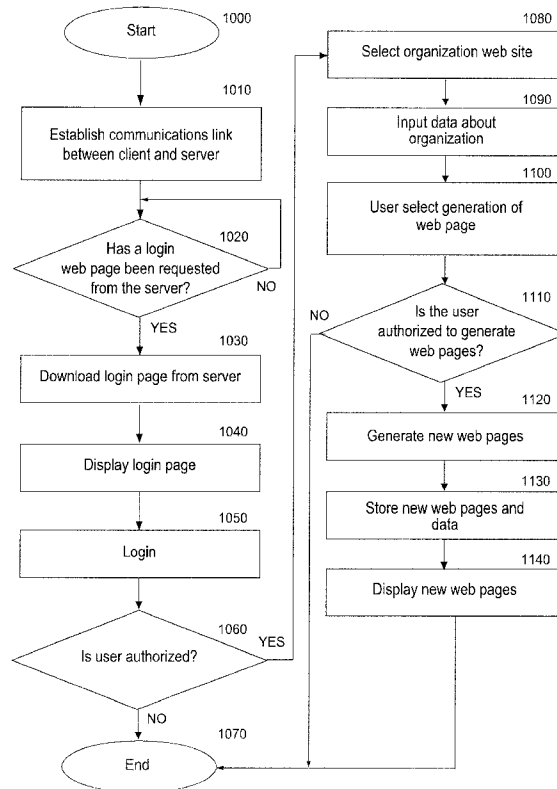 1000
Start
1010
Establish communications link
between client and server
1020
Has a login
web page been requested
from the server?
NO
YES
1030
Download login page from server
1040
Display login page
1050
Login
1060
YES
Is user authorized?
NO
1070
End
1080
Select organization web site
1090
Input data about
organization
1100
User select generation of
web page
1110
NO
Is the user
authorized to generate
web pages?
YES
1120
Generate new web pages
1130
Store new web pages and
data
1140
Display new web pages